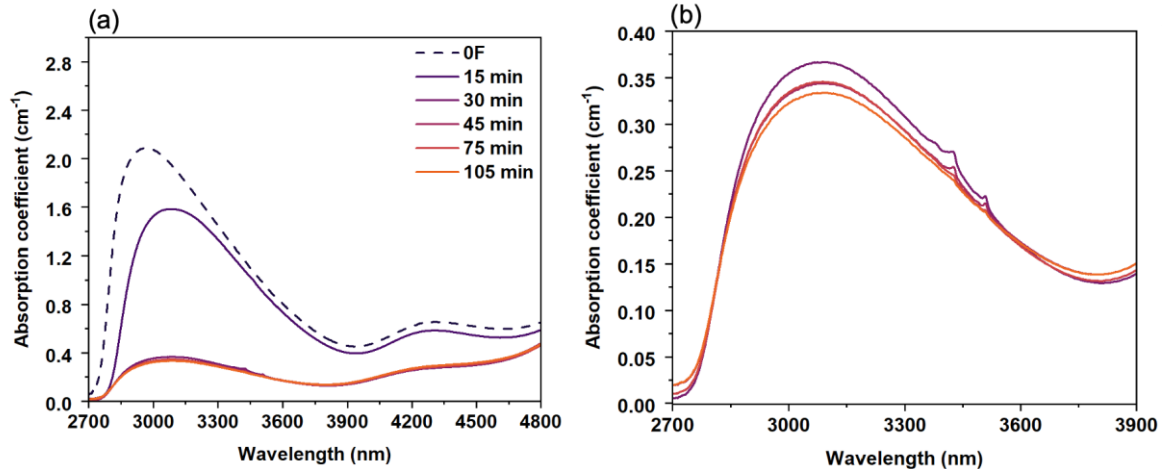 (a)
Absorption coefficient (cm⁻¹)
2.8
2.4
2.0
1.6
1.2
0.8
0.4
0.0
0F
15 min
30 min
45 min
75 min
105 min
2700 3000 3300 3600 3900 4200 4500 4800
Wavelength (nm)
(b)
Absorption coefficient (cm⁻¹)
0.40
0.35
0.30
0.25
0.20
0.15
0.10
0.05
0.00
2700 3000 3300 3600 3900
Wavelength (nm)